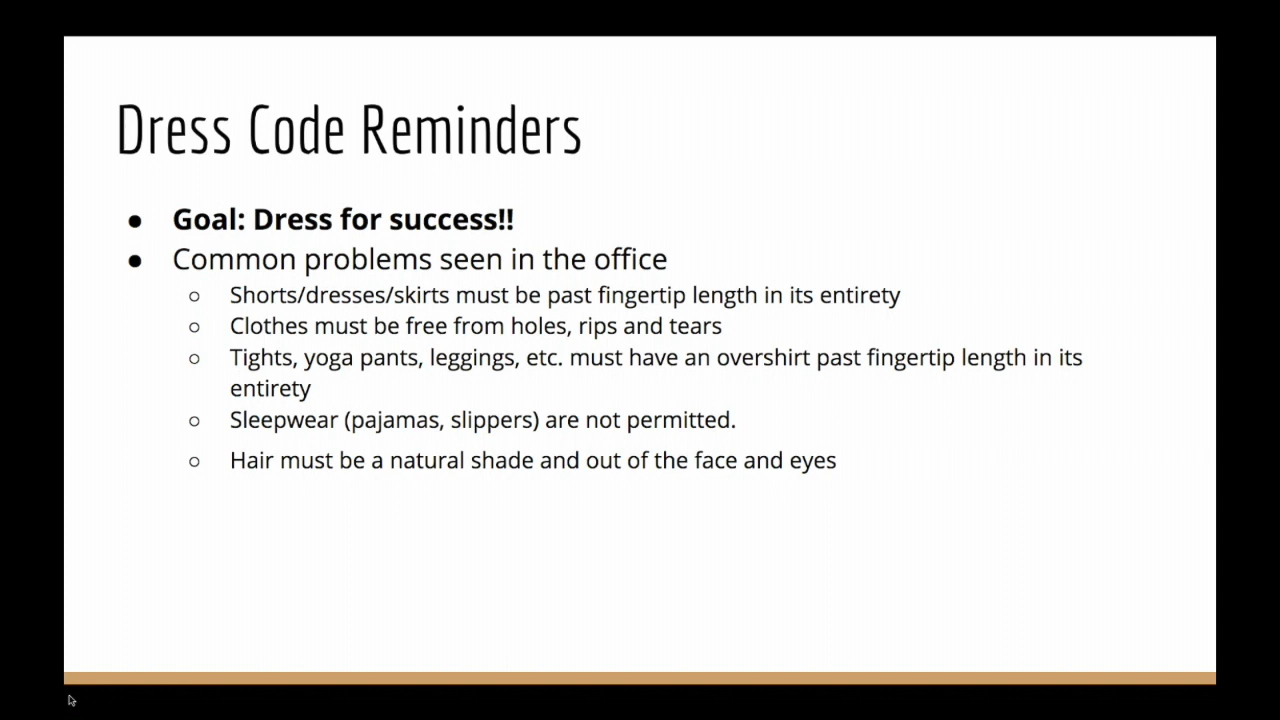 Dress Code Reminders
● Goal: Dress for success!!
● Common problems seen in the office
○ Shorts/dresses/skirts must be past fingertip length in its entirety
○ Clothes must be free from holes, rips and tears
○ Tights, yoga pants, leggings, etc. must have an overshirt past fingertip length in its
entirety
○ Sleepwear (pajamas, slippers) are not permitted.
○ Hair must be a natural shade and out of the face and eyes